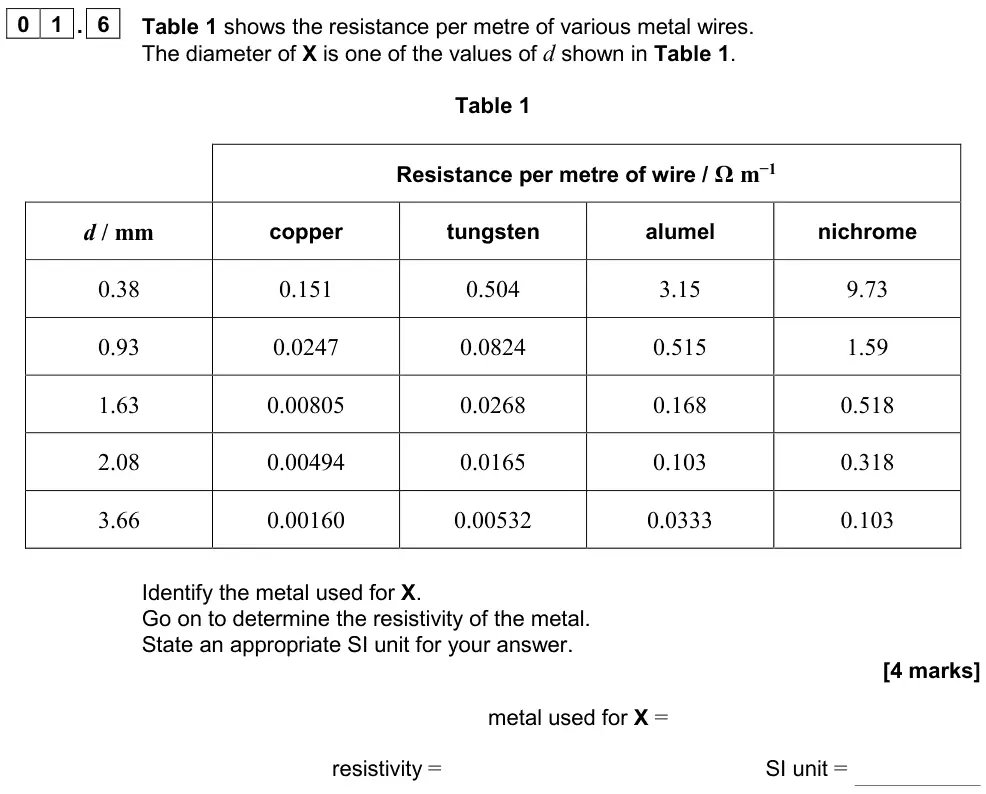 0 1 . 6 Table 1 shows the resistance per metre of various metal wires.
The diameter of X is one of the values of d shown in Table 1.
Table 1
Resistance per metre of wire / Ω m⁻¹
d / mm copper tungsten alumel nichrome
0.38 0.151 0.504 3.15 9.73
0.93 0.0247 0.0824 0.515 1.59
1.63 0.00805 0.0268 0.168 0.518
2.08 0.00494 0.0165 0.103 0.318
3.66 0.00160 0.00532 0.0333 0.103
Identify the metal used for X.
Go on to determine the resistivity of the metal.
State an appropriate SI unit for your answer.
[4 marks]
metal used for X =
resistivity = SI unit =